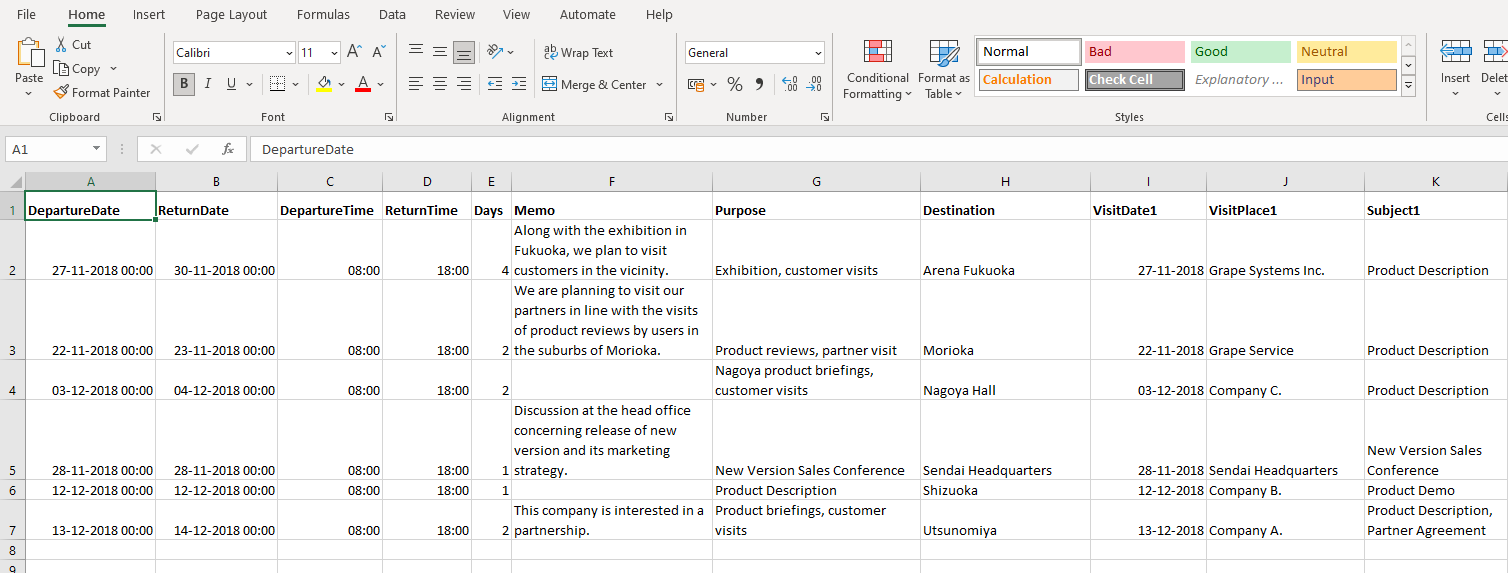 File Home Insert Page Layout Formulas Data Review View Automate Help
Paste
Cut
Copy
Format Painter
Clipboard
Calibri 11
B I U
Font
Wrap Text
Merge & Center
Alignment
General
Number
Conditional Formatting
Format as Table
Normal Bad Good Neutral
Calculation Check Cell Explanatory ... Input
Styles
Insert Delet
Cells
A1 fx DepartureDate
A B C D E F G H I J K
1 DepartureDate ReturnDate DepartureTime ReturnTime Days Memo Purpose Destination VisitDate1 VisitPlace1 Subject1
2 27-11-2018 00:00 30-11-2018 00:00 08:00 18:00 4 Along with the exhibition in Fukuoka, we plan to visit customers in the vicinity. Exhibition, customer visits Arena Fukuoka 27-11-2018 Grape Systems Inc. Product Description
3 22-11-2018 00:00 23-11-2018 00:00 08:00 18:00 2 We are planning to visit our partners in line with the visits of product reviews by users in the suburbs of Morioka. Product reviews, partner visit Morioka 22-11-2018 Grape Service Product Description
4 03-12-2018 00:00 04-12-2018 00:00 08:00 18:00 2 Nagoya product briefings, customer visits Nagoya Hall 03-12-2018 Company C. Product Description
5 28-11-2018 00:00 28-11-2018 00:00 08:00 18:00 1 Discussion at the head office concerning release of new version and its marketing strategy. New Version Sales Conference Sendai Headquarters 28-11-2018 Sendai Headquarters New Version Sales Conference
6 12-12-2018 00:00 12-12-2018 00:00 08:00 18:00 1 Product Description Shizuoka 12-12-2018 Company B. Product Demo
7 13-12-2018 00:00 14-12-2018 00:00 08:00 18:00 2 This company is interested in a partnership. Product briefings, customer visits Utsunomiya 13-12-2018 Company A. Product Description, Partner Agreement
8
9